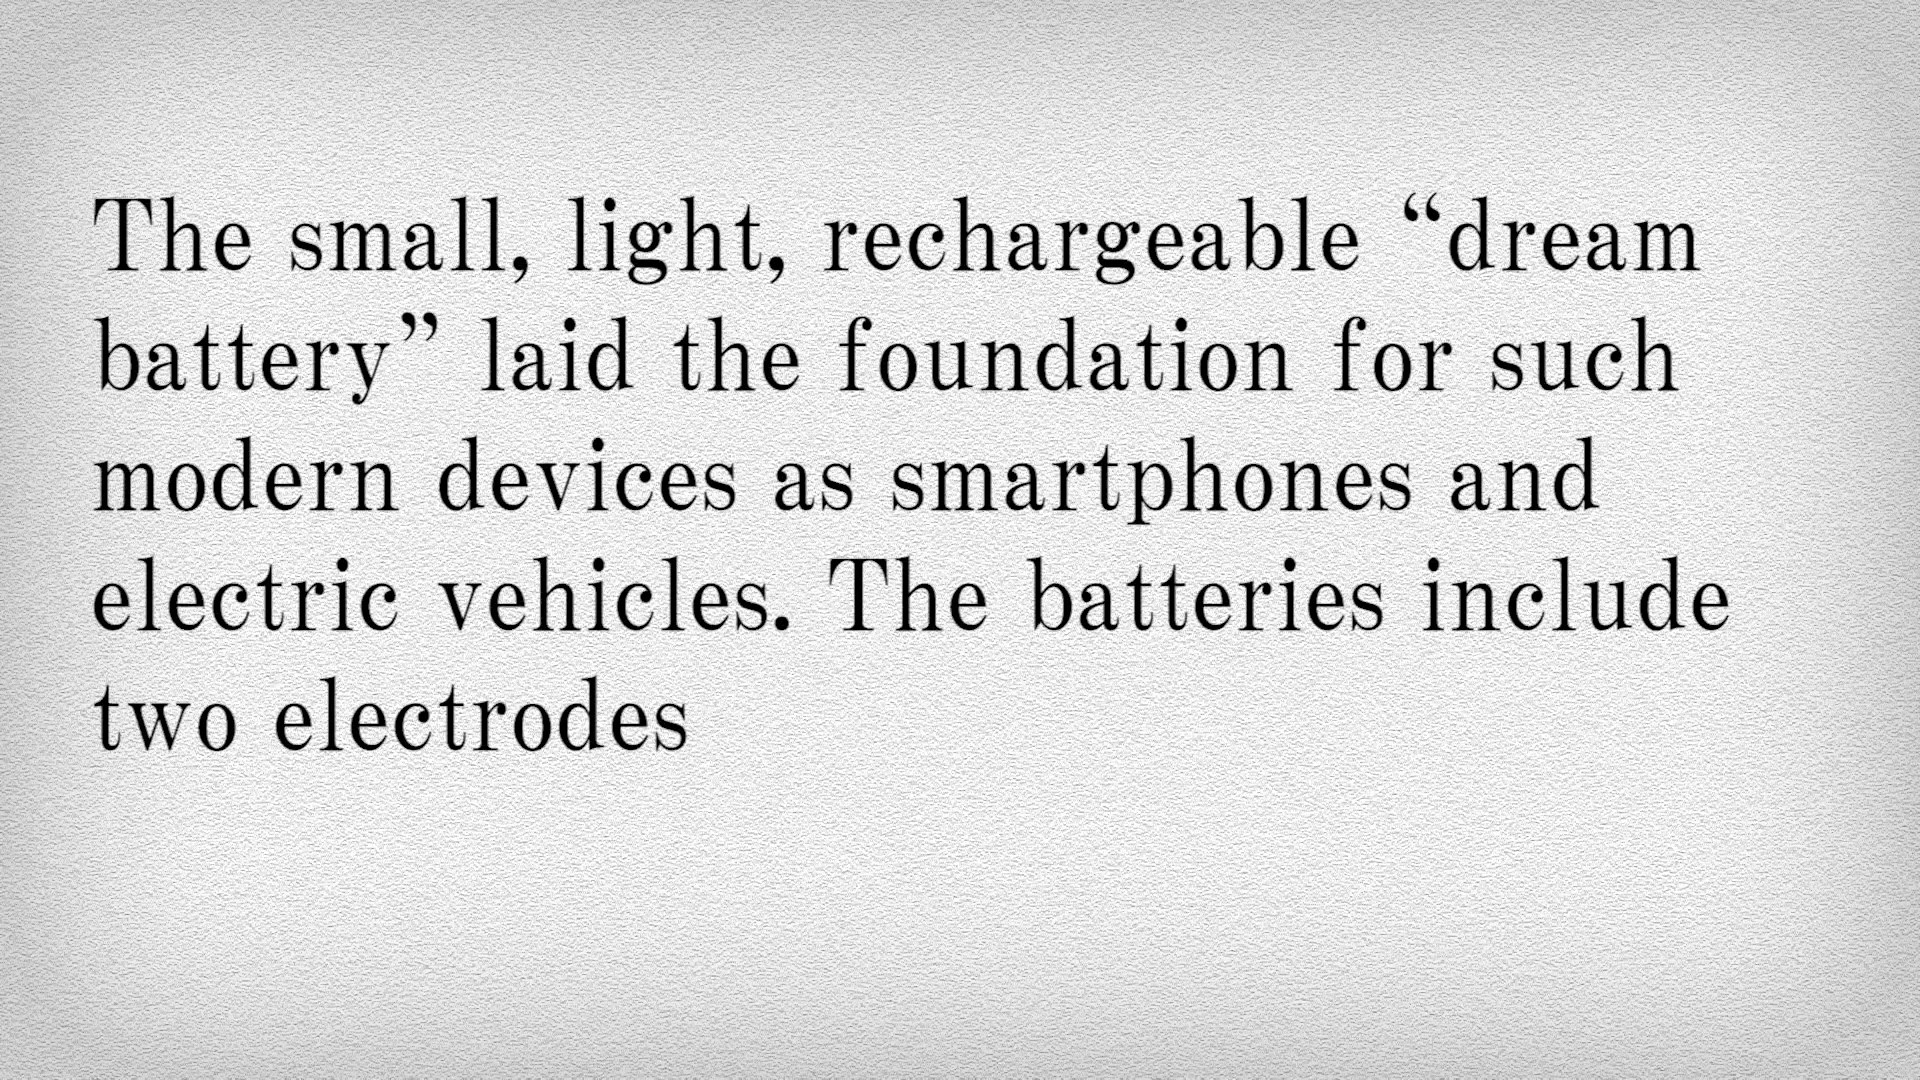 The small, light, rechargeable “dream
battery” laid the foundation for such
modern devices as smartphones and
electric vehicles. The batteries include
two electrodes